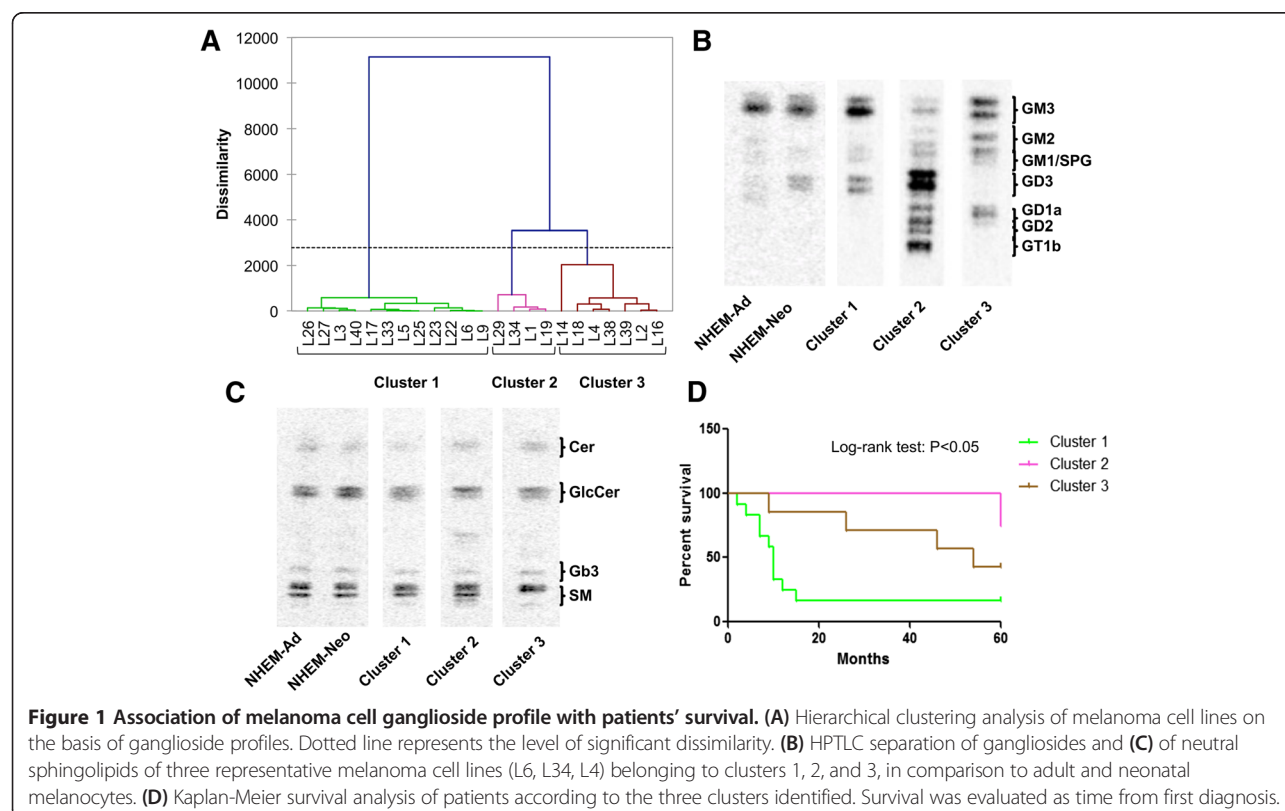 A
12000
10000
8000
6000
4000
2000
0
Dissimilarity
L26
L27
L3
L40
L17
L33
L5
L25
L23
L22
L6
L9
L29
L34
L1
L19
L14
L18
L4
L38
L39
L2
L16
Cluster 1
Cluster 2
Cluster 3
B
GM3
GM2
GM1/SPG
GD3
GD1a
GD2
GT1b
NHEM-Ad
NHEM-Neo
Cluster 1
Cluster 2
Cluster 3
C
Cer
GlcCer
Gb3
SM
NHEM-Ad
NHEM-Neo
Cluster 1
Cluster 2
Cluster 3
D
150
100
50
0
Percent survival
Log-rank test: P<0.05
Cluster 1
Cluster 2
Cluster 3
0
20
40
60
Months
Figure 1 Association of melanoma cell ganglioside profile with patients' survival. (A) Hierarchical clustering analysis of melanoma cell lines on
the basis of ganglioside profiles. Dotted line represents the level of significant dissimilarity. (B) HPTLC separation of gangliosides and (C) of neutral
sphingolipids of three representative melanoma cell lines (L6, L34, L4) belonging to clusters 1, 2, and 3, in comparison to adult and neonatal
melanocytes. (D) Kaplan-Meier survival analysis of patients according to the three clusters identified. Survival was evaluated as time from first diagnosis